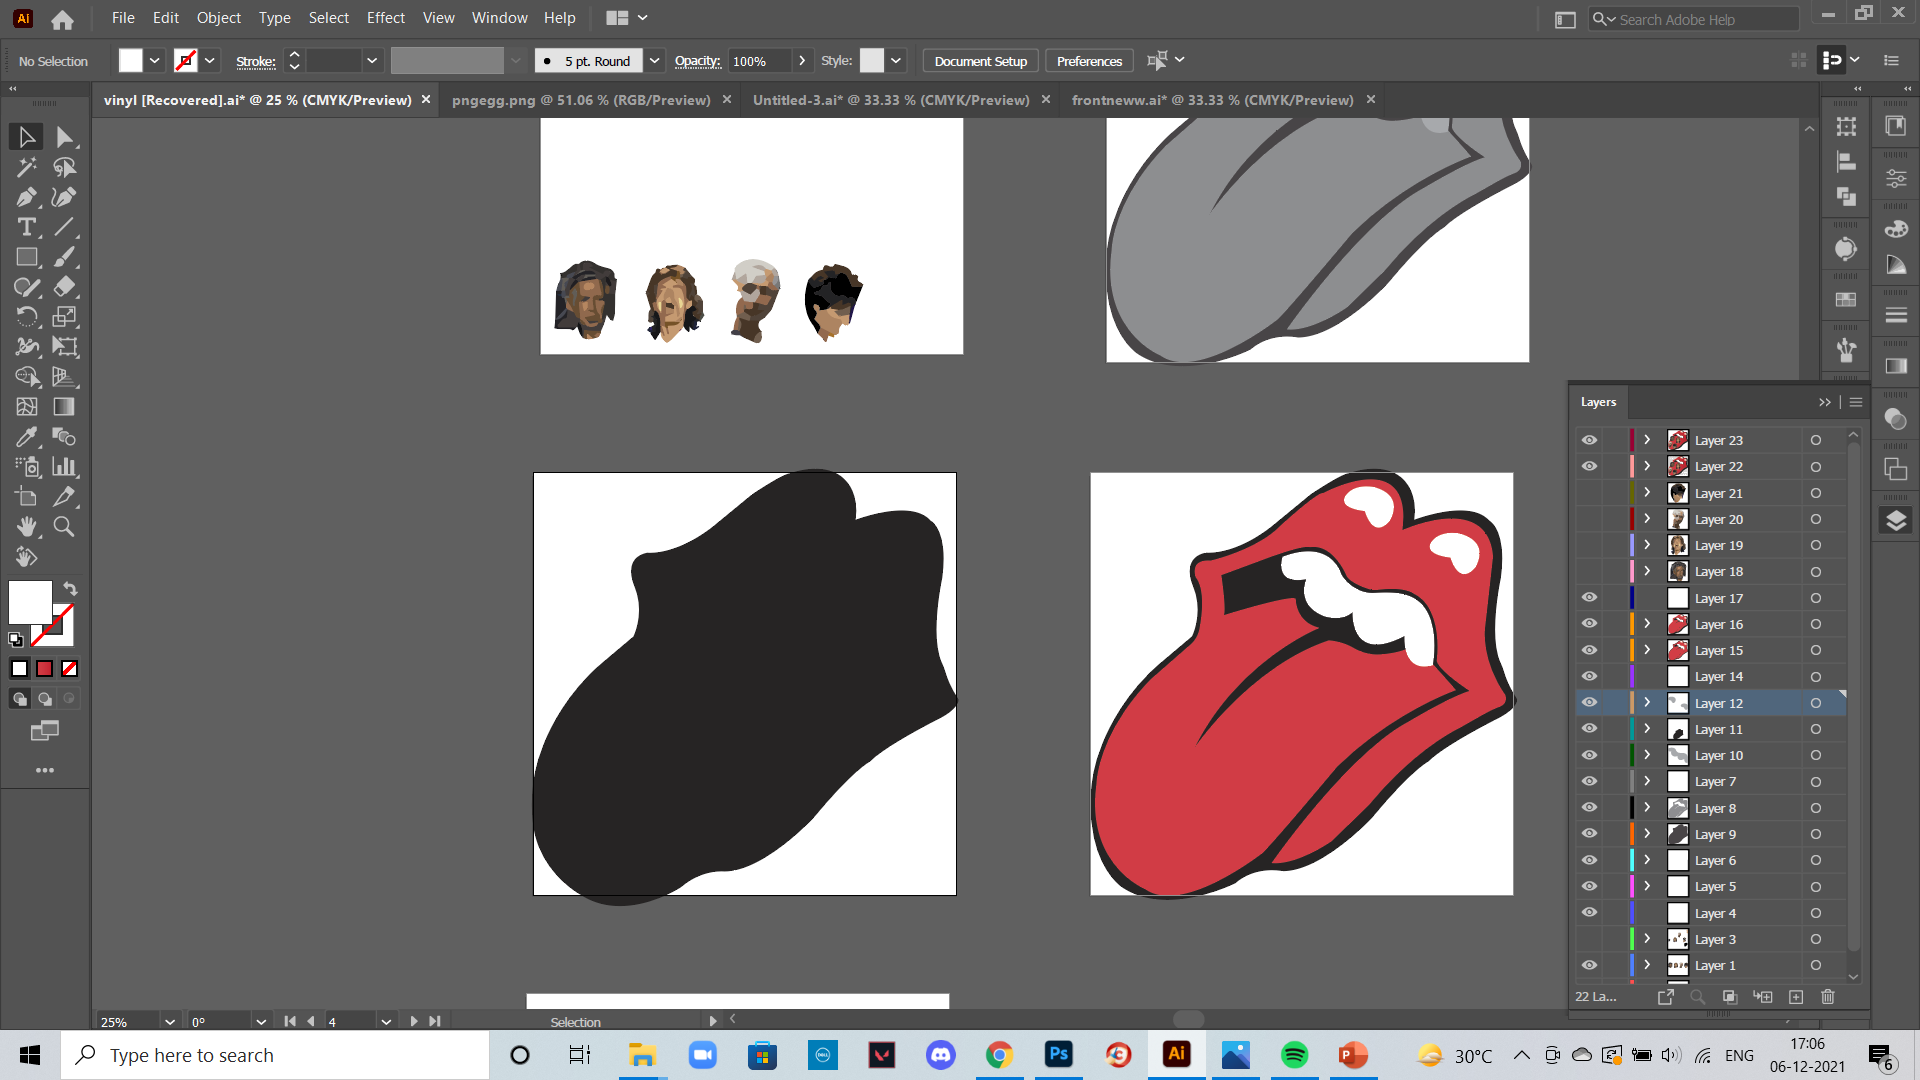 Ai File Edit Object Type Select Effect View Window Help Search Adobe Help
No Selection Stroke: 5 pt. Round Opacity: 100% Style: Document Setup Preferences
vinyl [Recovered].ai* @ 25 % (CMYK/Preview) × pngegg.png @ 51.06 % (RGB/Preview) × Untitled-3.ai* @ 33.33 % (CMYK/Preview) × frontneww.ai* @ 33.33 % (CMYK/Preview) ×
Layers
Layer 23
Layer 22
Layer 21
Layer 20
Layer 19
Layer 18
Layer 17
Layer 16
Layer 15
Layer 14
Layer 12
Layer 11
Layer 10
Layer 7
Layer 8
Layer 9
Layer 6
Layer 5
Layer 4
Layer 3
Layer 1
22 La...
25% 0° 4 Selection
Type here to search DELL Ps Ai P 30°C ENG
17:06
06-12-2021
6